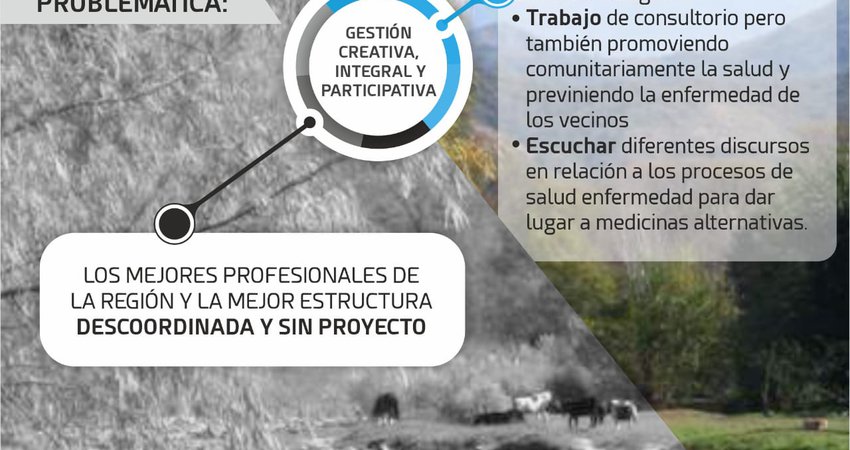 PROBLEMÁTICA:
GESTIÓN
CREATIVA,
INTEGRAL Y
PARTICIPATIVA
LOS MEJORES PROFESIONALES DE
LA REGIÓN Y LA MEJOR ESTRUCTURA
DESCOORDINADA Y SIN PROYECTO
• Trabajo de consultorio pero
también promoviendo
comunitariamente la salud y
previniendo la enfermedad de
los vecinos
• Escuchar diferentes discursos
en relación a los procesos de
salud enfermedad para dar
lugar a medicinas alternativas.